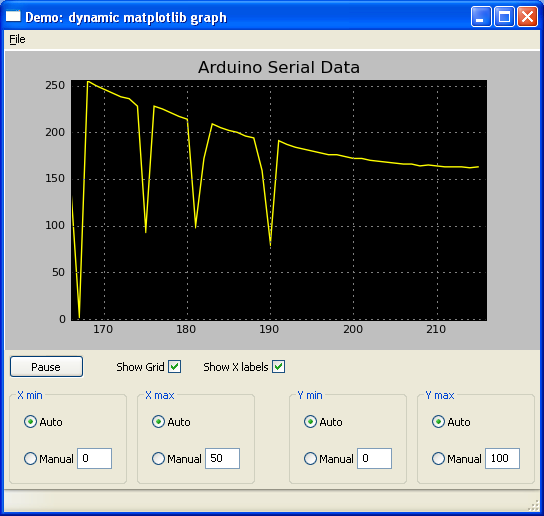 Demo: dynamic matplotlib graph
File
Arduino Serial Data
250
200
150
100
50
0
170 180 190 200 210
Pause Show Grid Show X labels
X min X max Y min Y max
Auto Auto Auto Auto
Manual 0 Manual 50 Manual 0 Manual 100